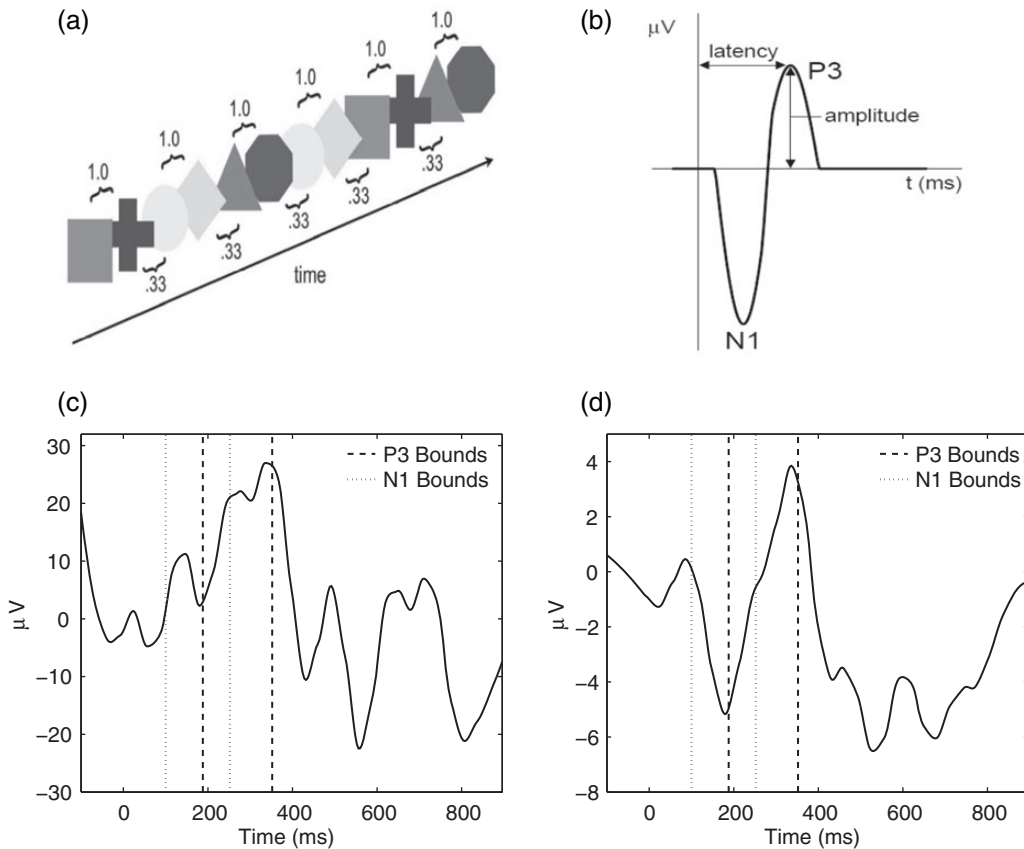 (a)
1.0
1.0
1.0
1.0
1.0
1.0
.33
.33
.33
.33
.33
time
(b)
μV
latency
P3
amplitude
t (ms)
N1
(c)
30
20
10
0
−10
−20
−30
μV
P3 Bounds
N1 Bounds
0
200
400
600
800
Time (ms)
(d)
4
2
0
−2
−4
−6
−8
μV
P3 Bounds
N1 Bounds
0
200
400
600
800
Time (ms)